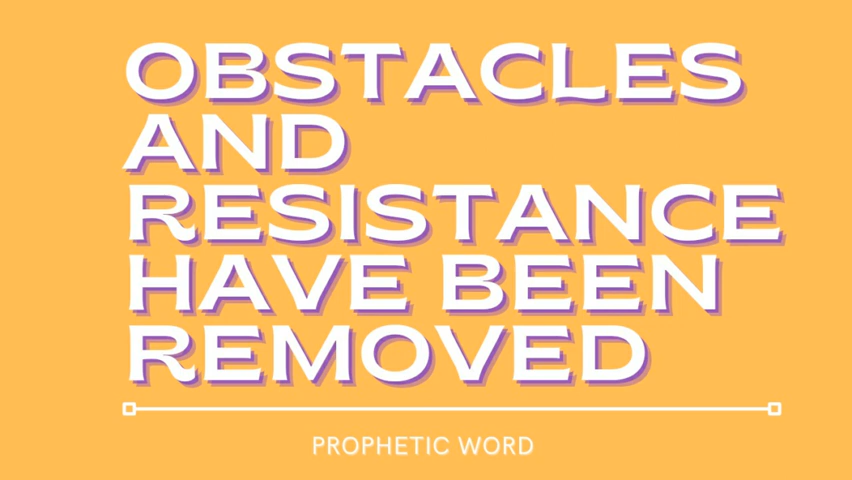 OBSTACLES
AND
RESISTANCE
HAVE BEEN
REMOVED
PROPHETIC WORD